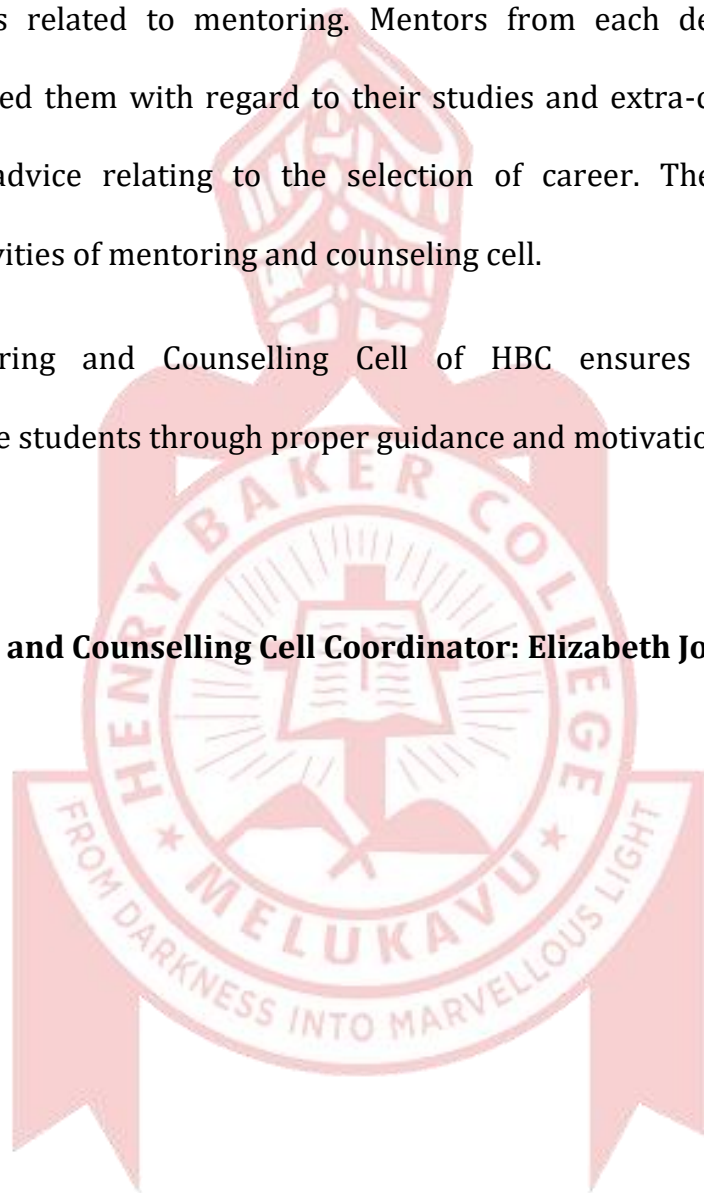 s related to mentoring. Mentors from each de
ed them with regard to their studies and extra-c
advice relating to the selection of career. The
vities of mentoring and counseling cell.
ring and Counselling Cell of HBC ensures
e students through proper guidance and motivatio
and Counselling Cell Coordinator: Elizabeth Jo
HENRY BAKER COLLEGE
★ MELUKAVU ★
FROM DARKNESS INTO MARVELLOUS LIGHT